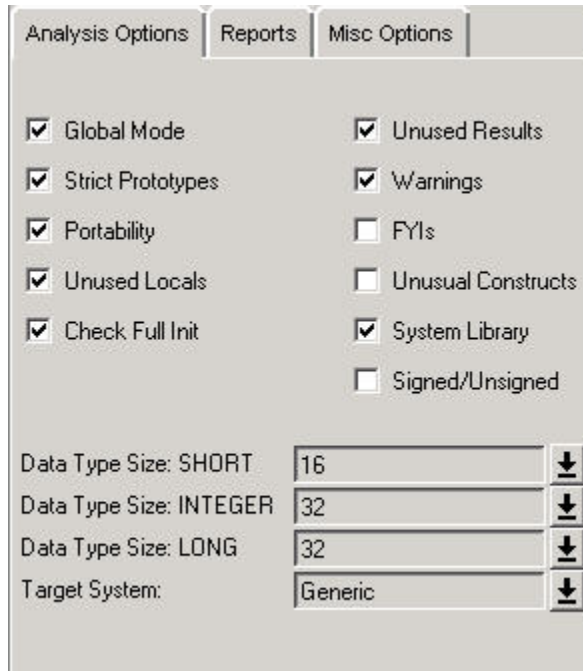 Analysis Options Reports Misc Options
Global Mode Unused Results
Strict Prototypes Warnings
Portability FYIs
Unused Locals Unusual Constructs
Check Full Init System Library
Signed/Unsigned
Data Type Size: SHORT 16
Data Type Size: INTEGER 32
Data Type Size: LONG 32
Target System: Generic